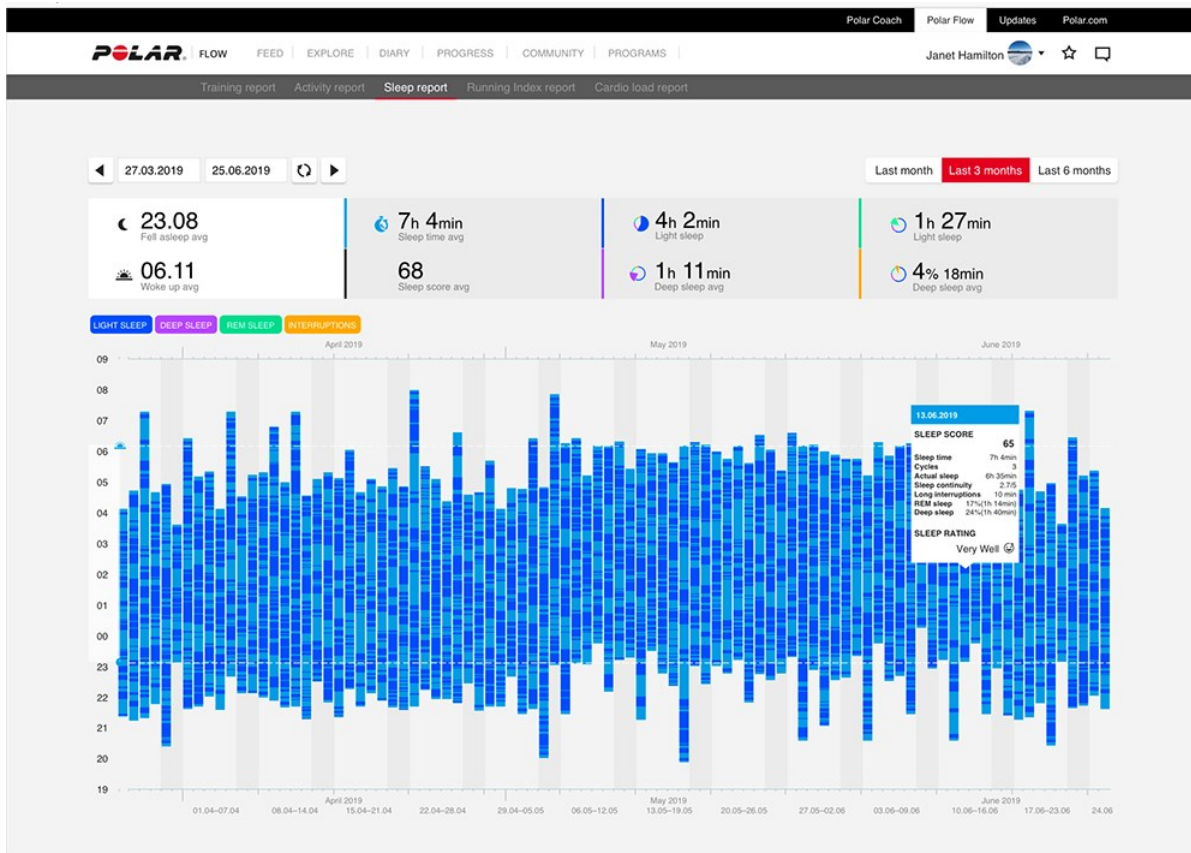 Polar Coach Polar Flow Updates Polar.com
POLAR. FLOW FEED EXPLORE DIARY PROGRESS COMMUNITY PROGRAMS Janet Hamilton
Training report Activity report Sleep report Running Index report Cardio load report
27.03.2019 25.06.2019 Last month Last 3 months Last 6 months
23.08 7h 4min 4h 2min 1h 27min
Fell asleep avg Sleep time avg Light sleep Light sleep
06.11 68 1h 11min 4% 18min
Woke up avg Sleep score avg Deep sleep avg Deep sleep avg
LIGHT SLEEP DEEP SLEEP REM SLEEP INTERRUPTIONS
April 2019 May 2019 June 2019
09
08
07
06
05
04
03
02
01
00
23
22
21
20
19
13.06.2019
SLEEP SCORE
65
Sleep time 7h 4min
Cycles 3
Actual sleep 6h 35min
Sleep continuity 2.7/5
Long interruptions 10 min
REM sleep 17%(1h 14min)
Deep sleep 24%(1h 40min)
SLEEP RATING
Very Well
April 2019 May 2019 June 2019
01.04–07.04 08.04–14.04 15.04–21.04 22.04–28.04 29.04–05.05 06.05–12.05 13.05–19.05 20.05–26.05 27.05–02.06 03.06–09.06 10.06–16.06 17.06–23.06 24.06